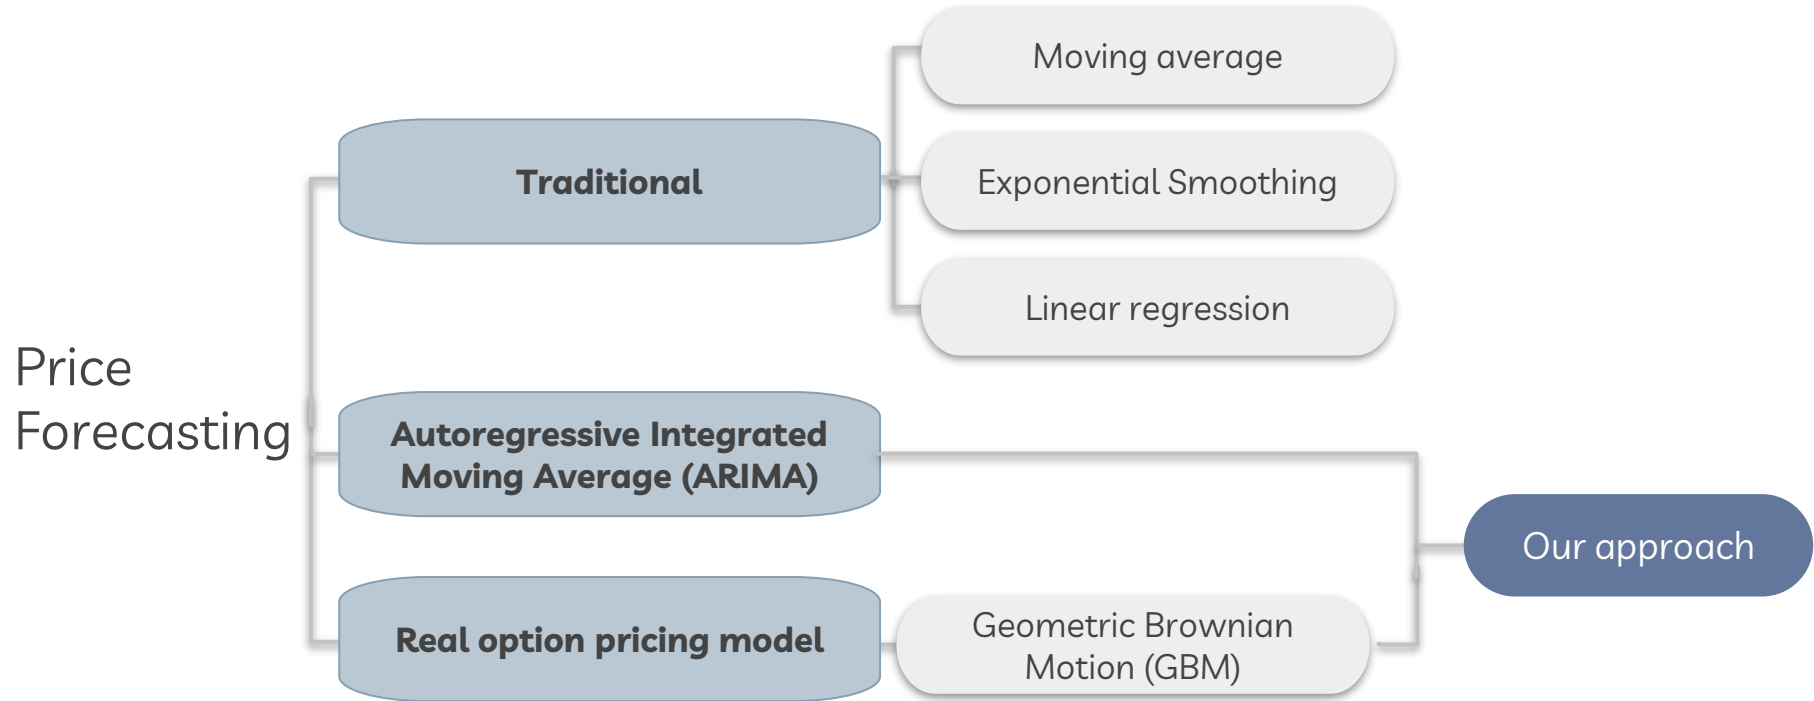 Moving average
Traditional
Exponential Smoothing
Linear regression
Price
Forecasting
Autoregressive Integrated
Moving Average (ARIMA)
Our approach
Real option pricing model
Geometric Brownian
Motion (GBM)